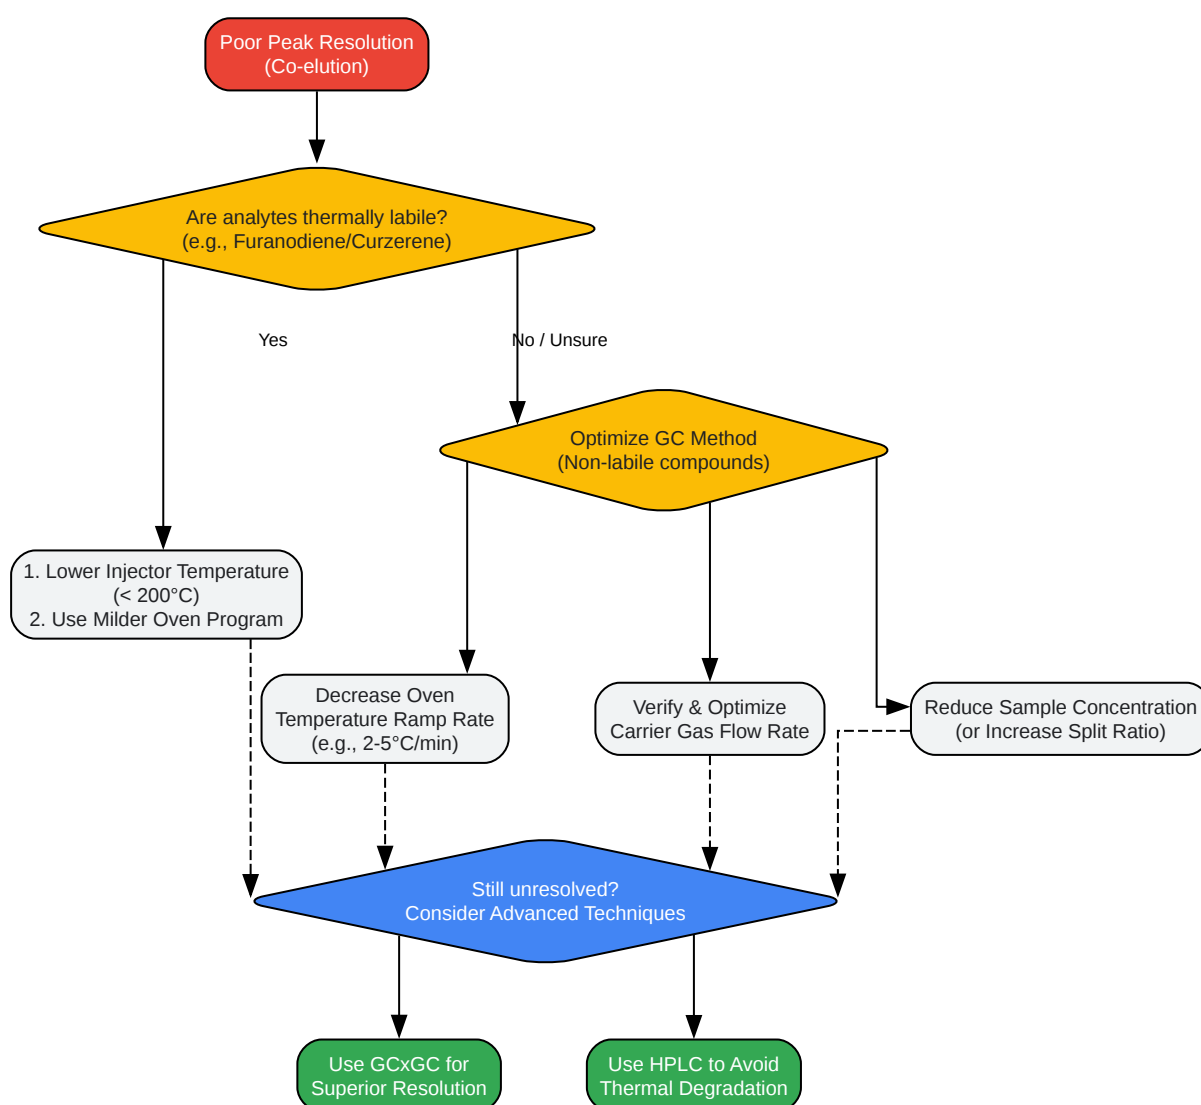 Poor Peak Resolution
(Co-elution)
Are analytes thermally labile?
(e.g., Furanodiene/Curzerene)
Yes
No / Unsure
Optimize GC Method
(Non-labile compounds)
1. Lower Injector Temperature
(< 200°C)
2. Use Milder Oven Program
Decrease Oven
Temperature Ramp Rate
(e.g., 2-5°C/min)
Verify & Optimize
Carrier Gas Flow Rate
Reduce Sample Concentration
(or Increase Split Ratio)
Still unresolved?
Consider Advanced Techniques
Use GCxGC for
Superior Resolution
Use HPLC to Avoid
Thermal Degradation